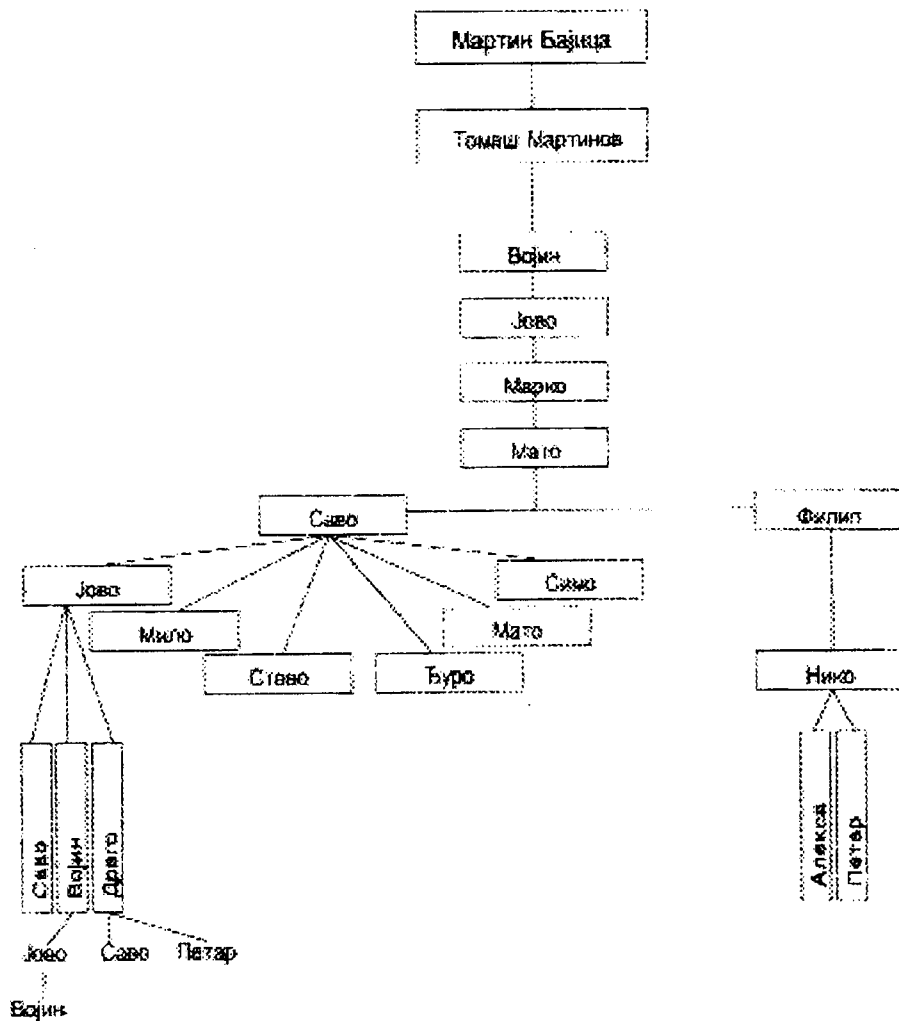 Мартин Бајица
Томаш Мартинов
Војин
Јово
Марко
Мато
Саво
Филип
Јово
Симо
Мило
Мато
Стево
Ђуро
Нико
Саво
Војин
Драго
Алекса
Петар
Јово
Саво
Петар
Војин